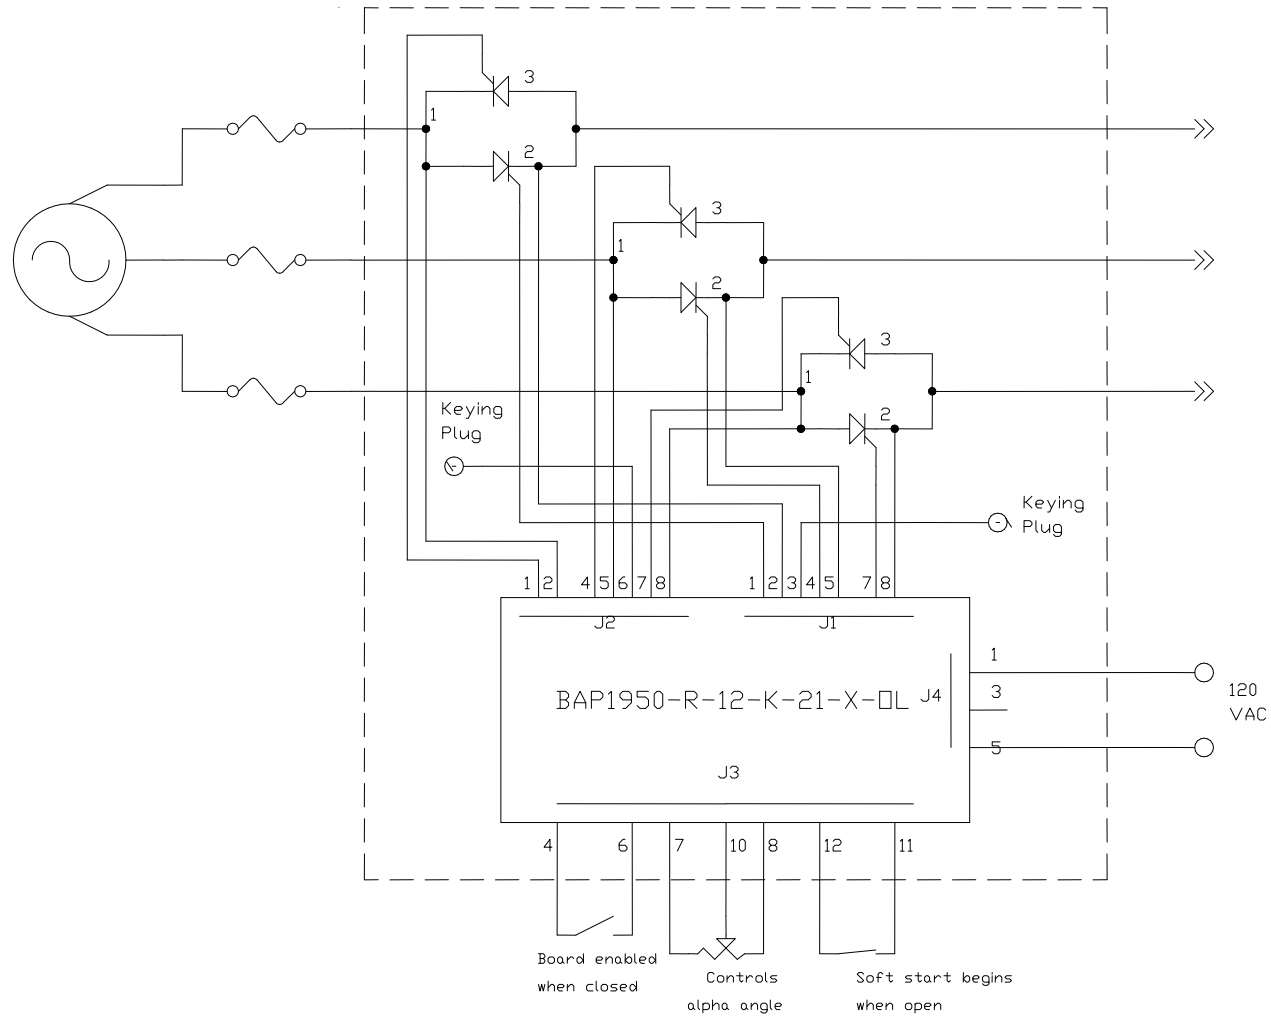 3
1
2
3
1
2
3
1
2
Keying
Plug
Keying
Plug
1 2 4 5 6 7 8 1 2 3 4 5 7 8
J2 J1
1
BAP1950-R-12-K-21-X-OL J4 3
120
VAC
5
J3
4 6 7 10 8 12 11
Board enabled
when closed
Controls
alpha angle
Soft start begins
when open